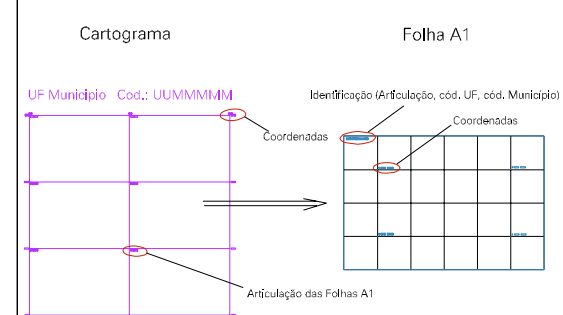 Cartograma
Folha A1
UF Municipio Cod.: UUMMMMM
Identificação (Articulação, cód. UF, cód. Município)
Coordenadas
Coordenadas
Articulação das Folhas A1